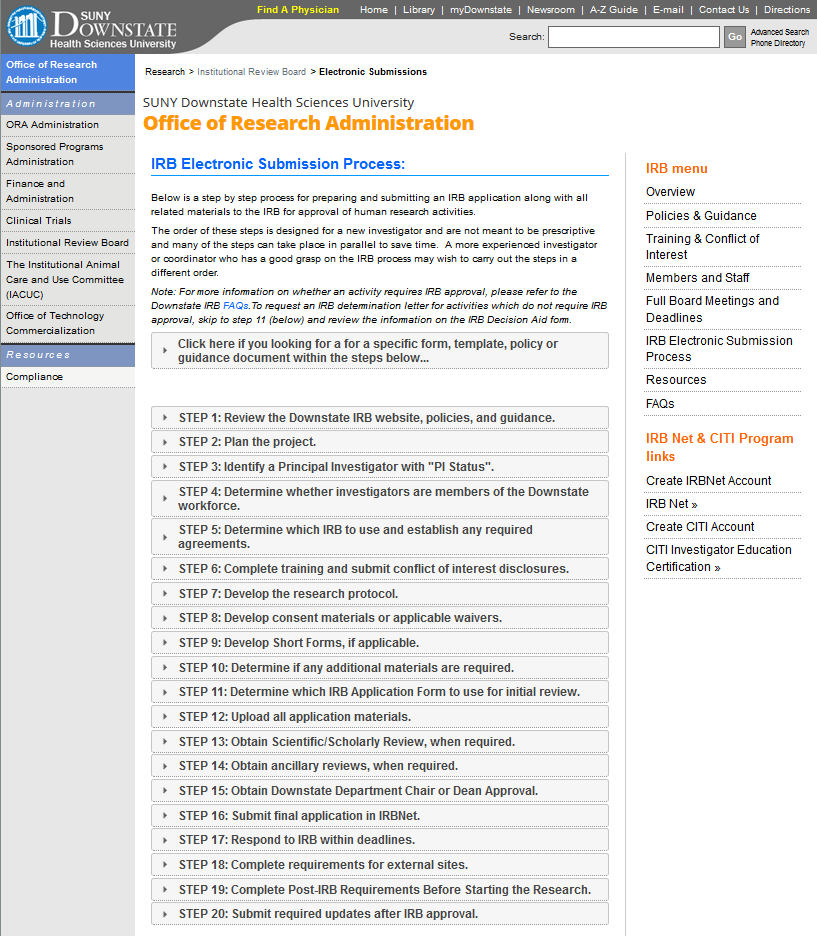 SUNY
DOWNSTATE
Health Sciences University
Find A Physician
Home | Library | myDownstate | Newsroom | A-Z Guide | E-mail | Contact Us | Directions
Search:
Go
Advanced Search
Phone Directory
Office of Research
Administration
Administration
ORA Administration
Sponsored Programs
Administration
Finance and
Administration
Clinical Trials
Institutional Review Board
The Institutional Animal
Care and Use Committee
(IACUC)
Office of Technology
Commercialization
Resources
Compliance
Research > Institutional Review Board > Electronic Submissions
SUNY Downstate Health Sciences University
Office of Research Administration
IRB Electronic Submission Process:
Below is a step by step process for preparing and submitting an IRB application along with all
related materials to the IRB for approval of human research activities.
The order of these steps is designed for a new investigator and are not meant to be prescriptive
and many of the steps can take place in parallel to save time.  A more experienced investigator
or coordinator who has a good grasp on the IRB process may wish to carry out the steps in a
different order.
Note: For more information on whether an activity requires IRB approval, please refer to the
Downstate IRB FAQs.To request an IRB detemination letter for activities which do not require IRB
approval, skip to step 11 (below) and review the information on the IRB Decision Aid form.
Click here if you looking for a for a specific form, template, policy or
guidance document within the steps below...
STEP 1: Review the Downstate IRB website, policies, and guidance.
STEP 2: Plan the project.
STEP 3: Identify a Principal Investigator with "PI Status".
STEP 4: Determine whether investigators are members of the Downstate
workforce.
STEP 5: Determine which IRB to use and establish any required
agreements.
STEP 6: Complete training and submit conflict of interest disclosures.
STEP 7: Develop the research protocol.
STEP 8: Develop consent materials or applicable waivers.
STEP 9: Develop Short Forms, if applicable.
STEP 10: Determine if any additional materials are required.
STEP 11: Determine which IRB Application Form to use for initial review.
STEP 12: Upload all application materials.
STEP 13: Obtain Scientific/Scholarly Review, when required.
STEP 14: Obtain ancillary reviews, when required.
STEP 15: Obtain Downstate Department Chair or Dean Approval.
STEP 16: Submit final application in IRBNet.
STEP 17: Respond to IRB within deadlines.
STEP 18: Complete requirements for external sites.
STEP 19: Complete Post-IRB Requirements Before Starting the Research.
STEP 20: Submit required updates after IRB approval.
IRB menu
Overview
Policies & Guidance
Training & Conflict of
Interest
Members and Staff
Full Board Meetings and
Deadlines
IRB Electronic Submission
Process
Resources
FAQs
IRB Net & CITI Program
links
Create IRBNet Account
IRB Net »
Create CITI Account
CITI Investigator Education
Certification »